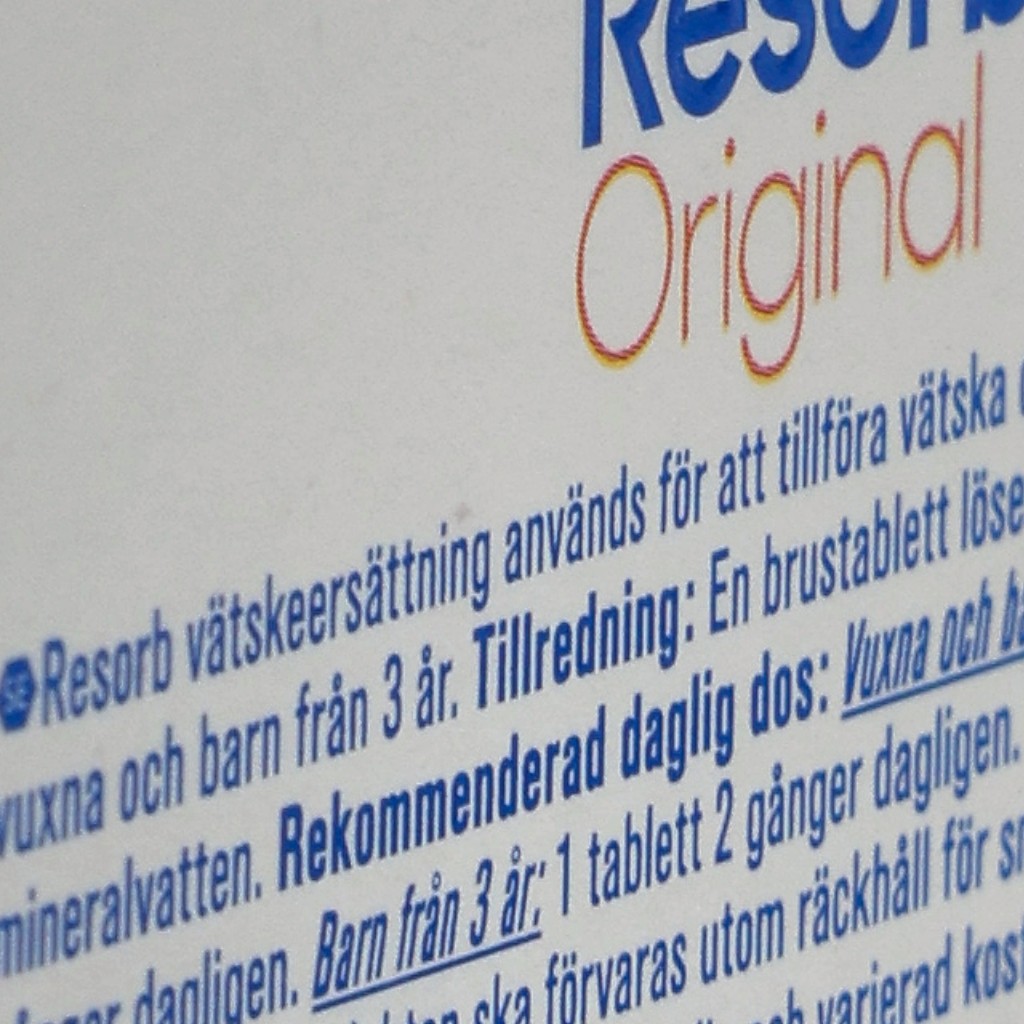 Resorb
Original
Resorb vätskeersättning används för att tillföra vätska
vuxna och barn från 3 år. Tillredning: En brustablett löse
mineralvatten. Rekommenderad daglig dos: Vuxna och ba
dagligen. Barn från 3 år: 1 tablett 2 gånger dagligen.
ska förvaras utom räckhåll för sm
varierad kost